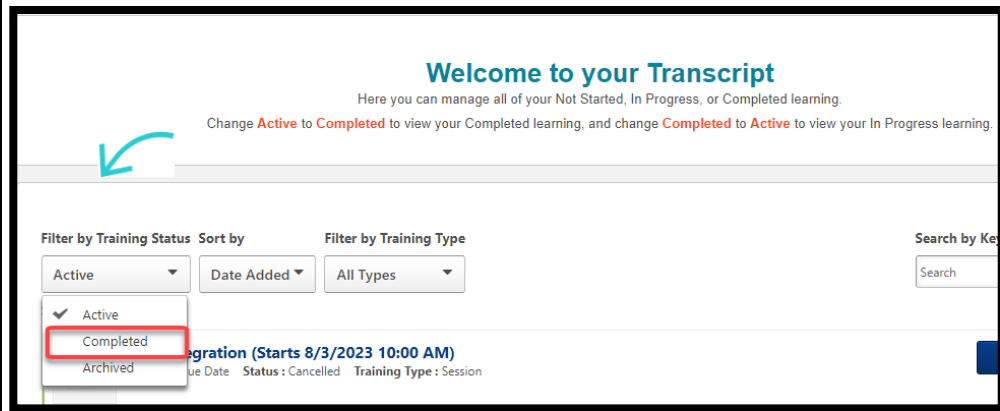 Welcome to your Transcript
Here you can manage all of your Not Started, In Progress, or Completed learning.
Change Active to Completed to view your Completed learning, and change Completed to Active to view your In Progress learning.
Filter by Training Status Sort by Filter by Training Type Search by
Active Date Added All Types Search
Active
Completed
Archived
(Starts 8/3/2023 10:00 AM)
Date Status : Cancelled Training Type : Session